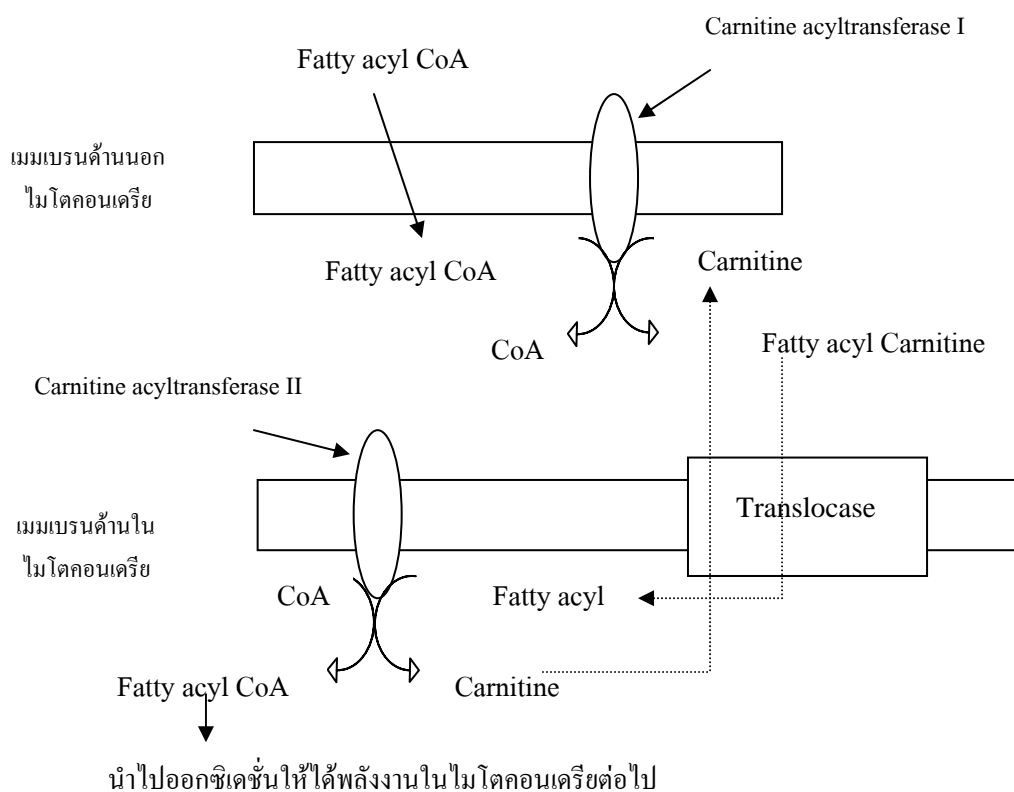 Carnitine acyltransferase I
Fatty acyl CoA
เมมเบรนด้านนอก
ไมโตคอนเดรีย
Fatty acyl CoA
Carnitine
CoA
Fatty acyl Carnitine
Carnitine acyltransferase II
Translocase
เมมเบรนด้านใน
ไมโตคอนเดรีย
CoA
Fatty acyl
Fatty acyl CoA
Carnitine
นำไปออกซิเดชั่นให้ได้พลังงานในไมโตคอนเดรียต่อไป